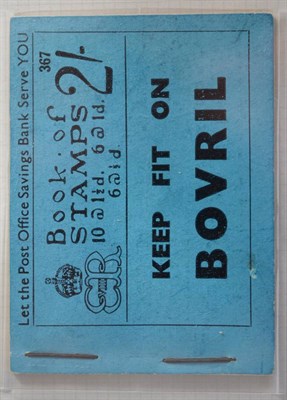 Let the Post Office Savings Bank Serve YOU
367
Book of
STAMPS 2/-
10 @ 1½d. 6 @ 1d.
6 @ ½d
KEEP FIT ON
BOVRIL